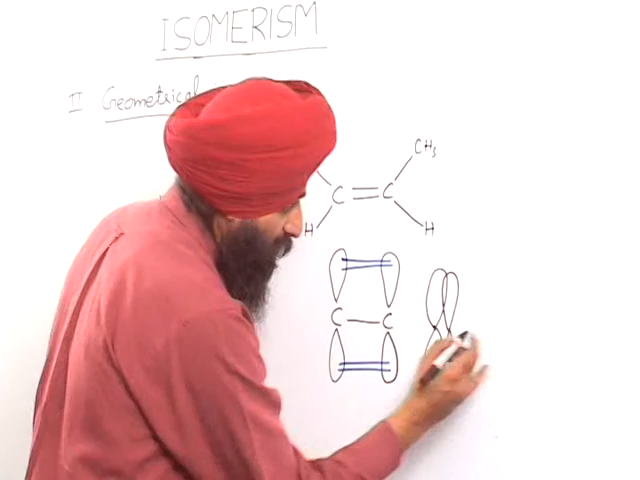 ISOMERISM
II Geometrical
CH3
C = C
H H
C — C